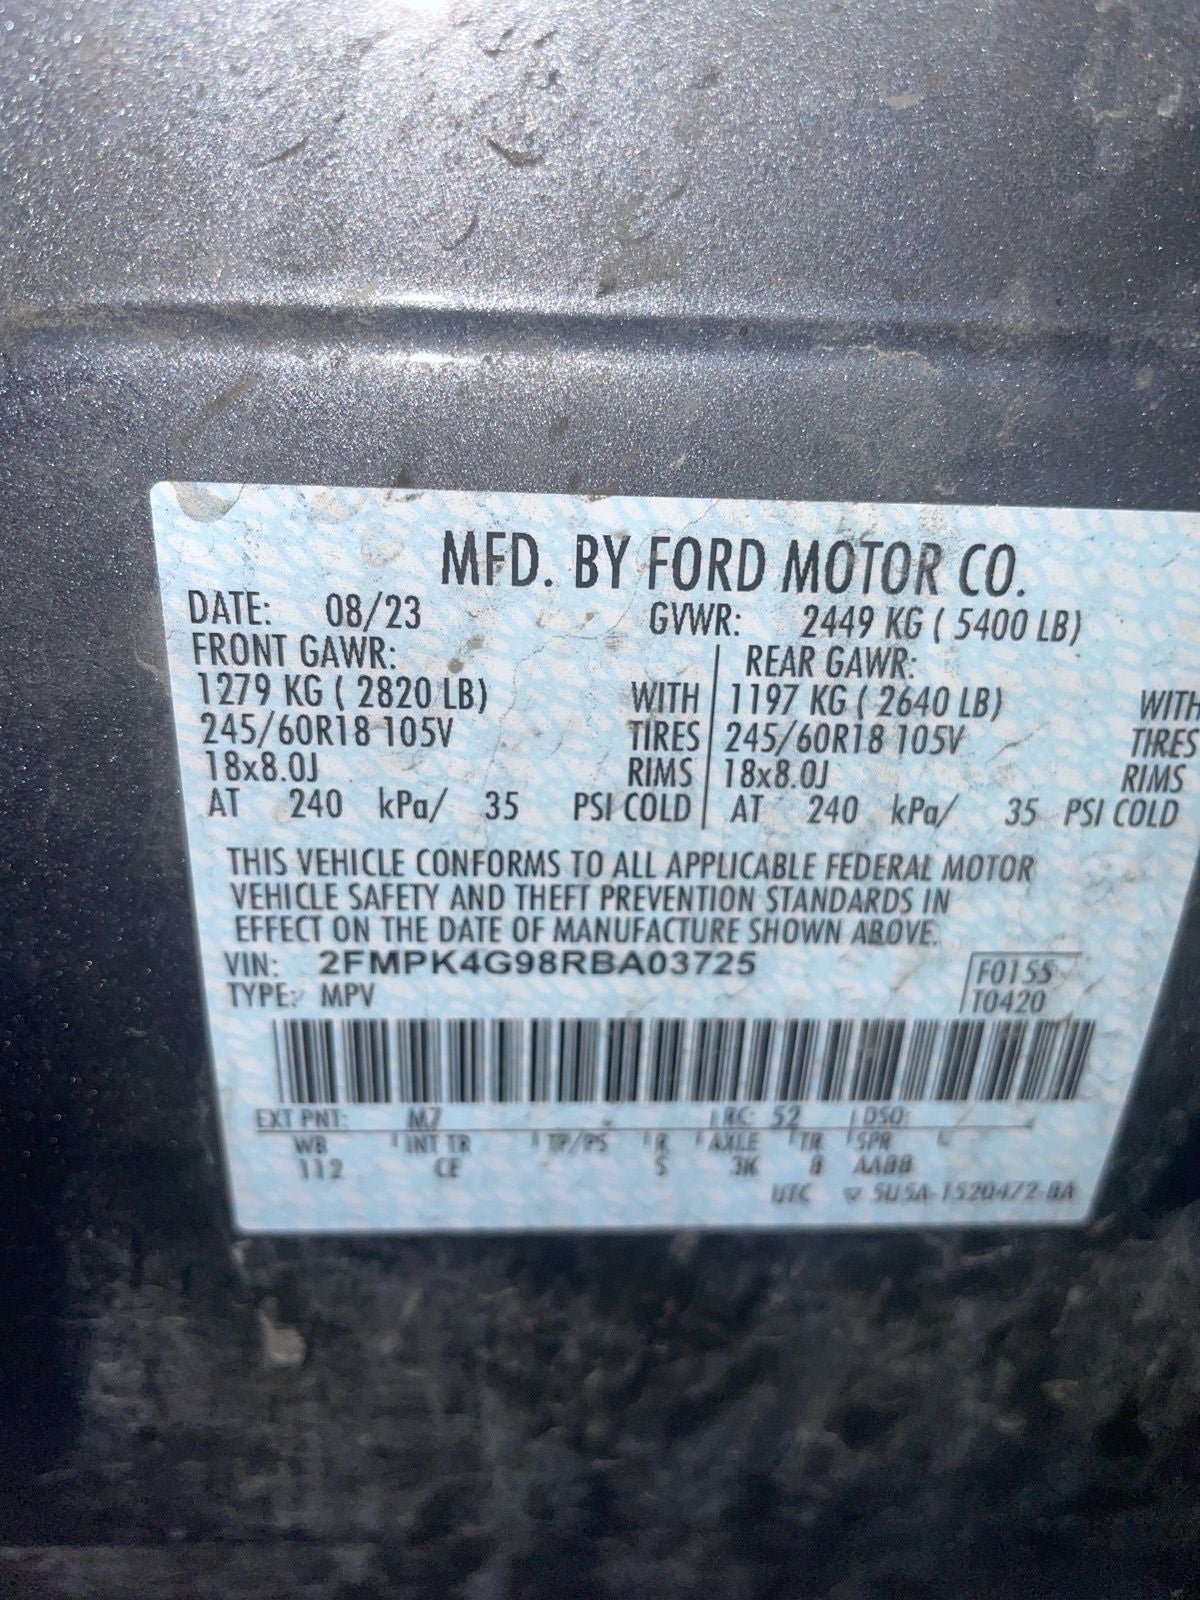 MFD. BY FORD MOTOR CO.
DATE: 08/23 GVWR: 2449 KG ( 5400 LB)
FRONT GAWR: REAR GAWR:
1279 KG ( 2820 LB) WITH 1197 KG ( 2640 LB) WITH
245/60R18 105V TIRES 245/60R18 105V TIRES
18x8.0J RIMS 18x8.0J RIMS
AT 240 kPa/ 35 PSI COLD AT 240 kPa/ 35 PSI COLD
THIS VEHICLE CONFORMS TO ALL APPLICABLE FEDERAL MOTOR
VEHICLE SAFETY AND THEFT PREVENTION STANDARDS IN
EFFECT ON THE DATE OF MANUFACTURE SHOWN ABOVE.
VIN: 2FMPK4G98RBA03725 F0155
TYPE: MPV T0420
EXT PNT: M7 RC: 52 DSO:
WB INT TR TP/PS R AXLE TR SPR
112 CE S 3K 8 AABB
UTC 5U5A-1520472-BA